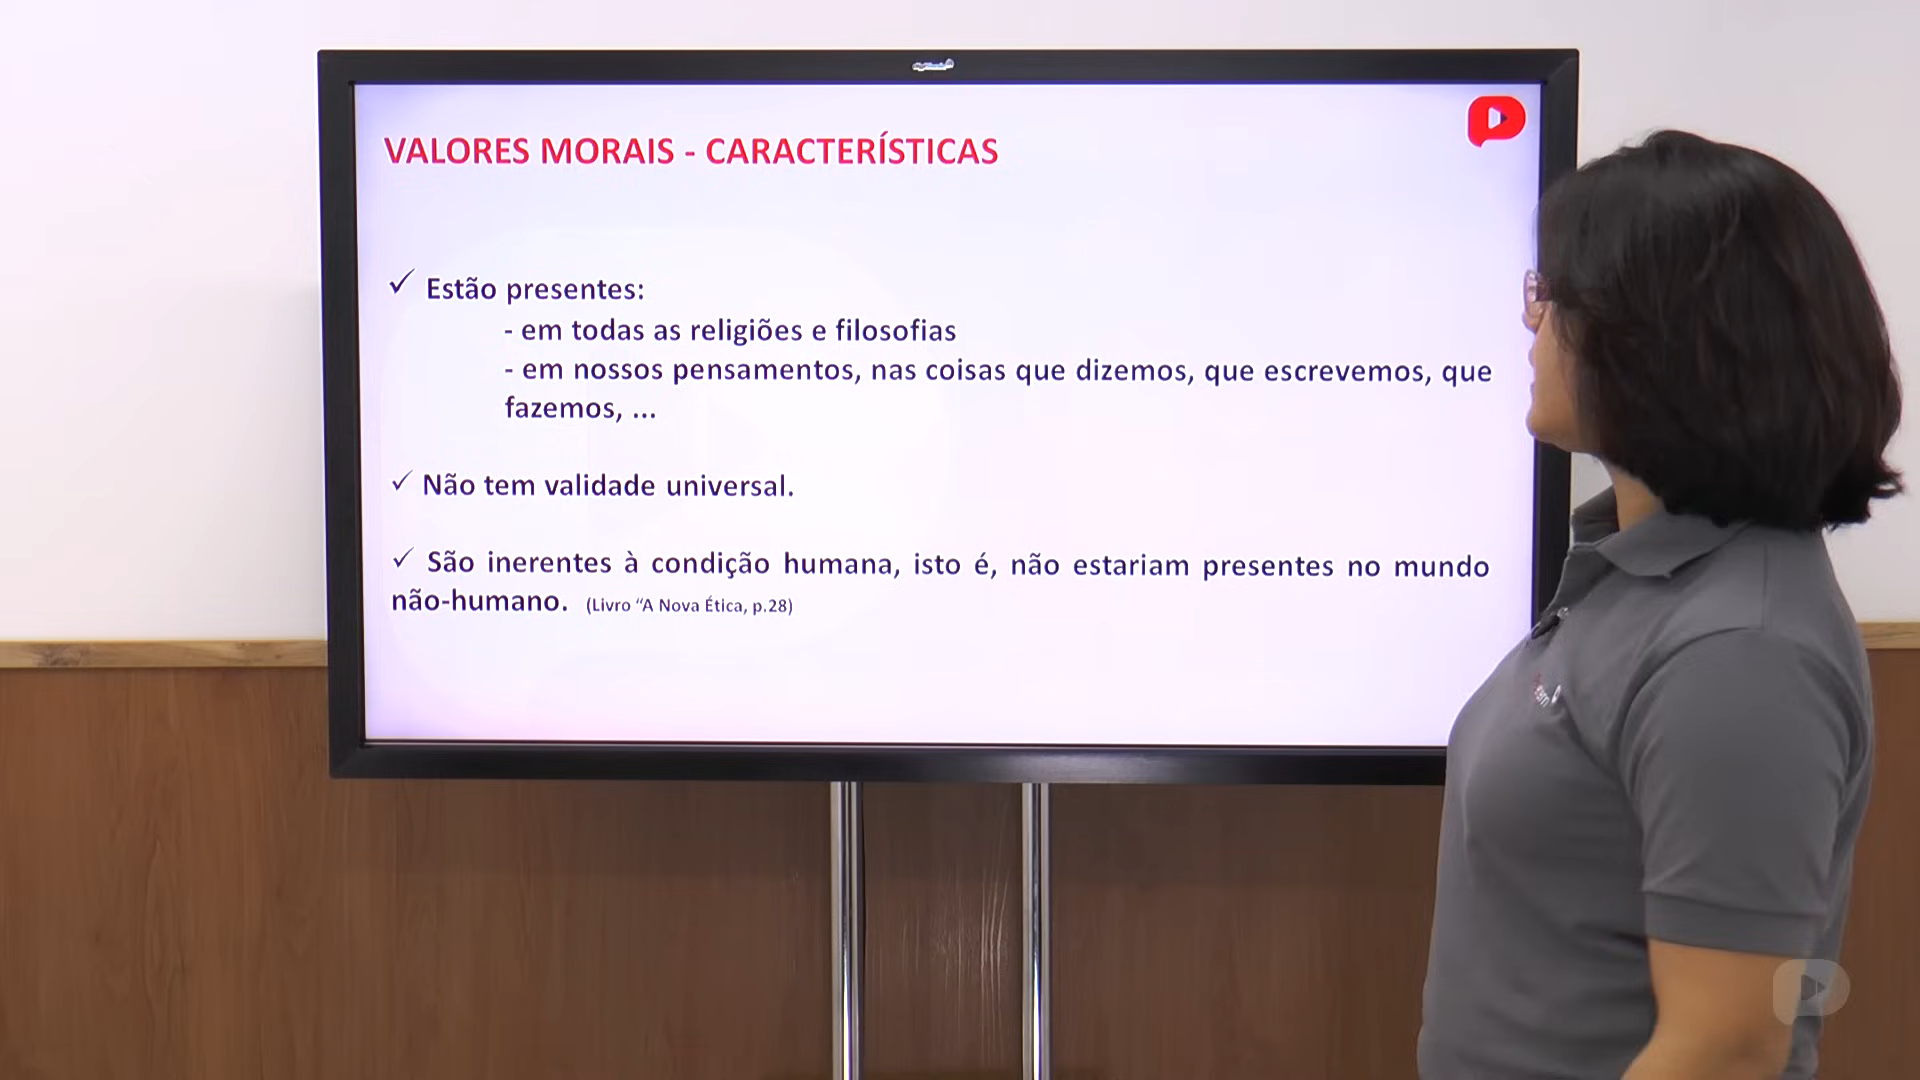 VALORES MORAIS - CARACTERÍSTICAS
✓ Estão presentes:
- em todas as religiões e filosofias
- em nossos pensamentos, nas coisas que dizemos, que escrevemos, que
fazemos, ...
✓ Não tem validade universal.
✓ São inerentes à condição humana, isto é, não estariam presentes no mundo
não-humano. (Livro “A Nova Ética, p.28)